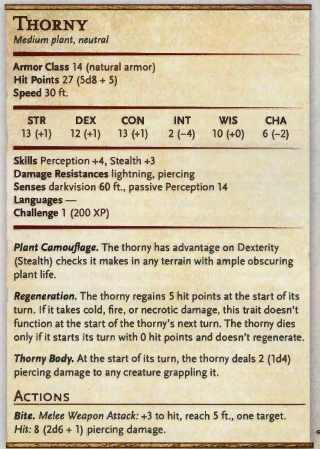 THORNY
Medium plant, neutral
Armor Class 14 (natural armor)
Hit Points 27 (5d8 + 5)
Speed 30 ft.
STR DEX CON INT WIS CHA
13 (+1) 12 (+1) 13 (+1) 2 (−4) 10 (+0) 6 (−2)
Skills Perception +4, Stealth +3
Damage Resistances lightning, piercing
Senses darkvision 60 ft., passive Perception 14
Languages —
Challenge 1 (200 XP)
Plant Camouflage. The thorny has advantage on Dexterity
(Stealth) checks it makes in any terrain with ample obscuring
plant life.
Regeneration. The thorny regains 5 hit points at the start of its
turn. If it takes cold, fire, or necrotic damage, this trait doesn't
function at the start of the thorny's next turn. The thorny dies
only if it starts its turn with 0 hit points and doesn't regenerate.
Thorny Body. At the start of its turn, the thorny deals 2 (1d4)
piercing damage to any creature grappling it.
ACTIONS
Bite. Melee Weapon Attack: +3 to hit, reach 5 ft., one target.
Hit: 8 (2d6 + 1) piercing damage.